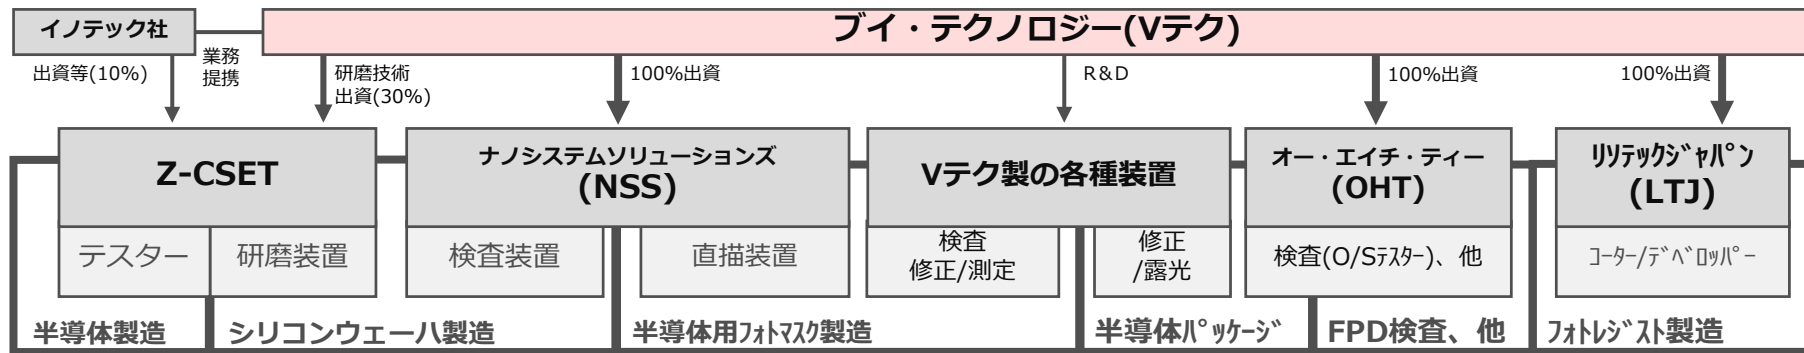 イノテック社
ブイ・テクノロジー(Vテク)
出資等(10%)
業務
提携
研磨技術
出資(30%)
100%出資
R&D
100%出資
100%出資
Z-CSET
ナノシステムソリューションズ
(NSS)
Vテク製の各種装置
オー・エイチ・ティー
(OHT)
ﾘｿﾃｯｸｼﾞｬﾊﾟﾝ
(LTJ)
テスター
研磨装置
検査装置
直描装置
検査
修正/測定
修正
/露光
検査(O/Sﾃｽﾀｰ)、他
ｺｰﾀｰ/ﾃﾞﾍﾞﾛｯﾊﾟｰ
半導体製造
シリコンウェーハ製造
半導体用ﾌｫﾄﾏｽｸ製造
半導体ﾊﾟｯｹｰｼﾞ
FPD検査、他
ﾌｫﾄﾚｼﾞｽﾄ製造